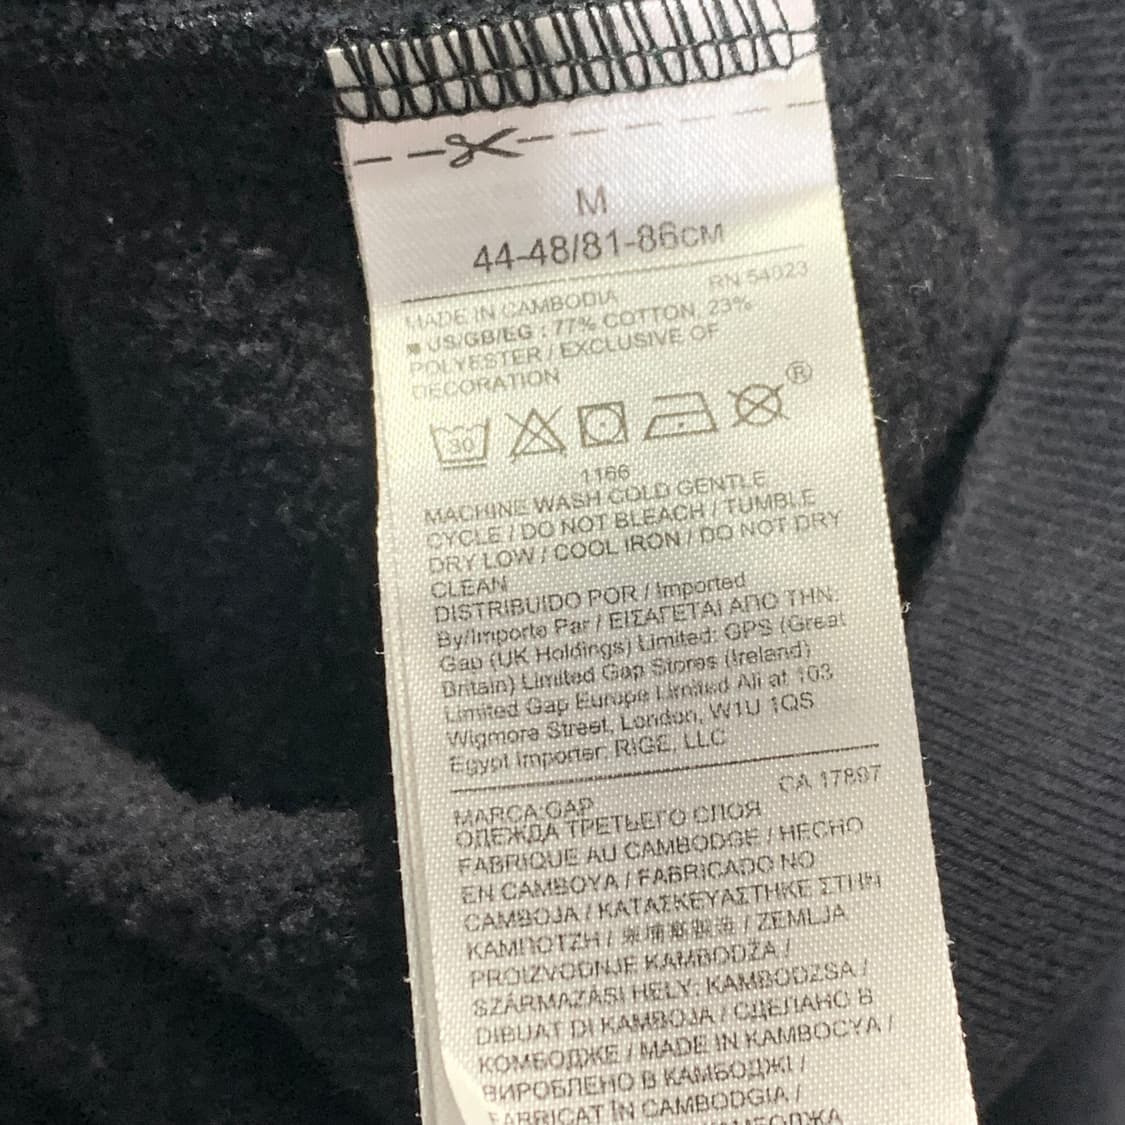 M
44-48/81-86CM
RN 54023
MADE IN CAMBODIA
US/GB/EG : 77% COTTON, 23%
POLYESTER / EXCLUSIVE OF
DECORATION
30
®
1166
MACHINE WASH COLD GENTLE
CYCLE / DO NOT BLEACH / TUMBLE
DRY LOW / COOL IRON / DO NOT DRY
CLEAN
DISTRIBUIDO POR / Imported
By/Importe Par / ΕΙΣΑΓΕΤΑΙ ΑΠΟ ΤΗΝ:
Gap (UK Holdings) Limited; GPS (Great
Britain) Limited Gap Stores (Ireland)
Limited Gap Europe Limited All at 103
Wigmore Street, London, W1U 1QS
Egypt Importer: RIGE, LLC
CA 17897
MARCA:GAP
ОДЕЖДА ТРЕТЬЕГО СЛОЯ
FABRIQUE AU CAMBODGE / HECHO
EN CAMBOYA / FABRICADO NO
CAMBOJA / ΚΑΤΑΣΚΕΥΑΣΤΗΚΕ ΣΤΗΝ
ΚΑΜΠΟΤΖΗ / 柬埔寨製造 / ZEMLJA
PROIZVODNJE KAMBODŽA /
SZÁRMAZÁSI HELY: KAMBODZSA /
DIBUAT DI KAMBOJA / СДЕЛАНО В
КОМБОДЖЕ / MADE IN KAMBOCYA /
ВИРОБЛЕНО В КАМБОДЖІ /
FABRICAT ÎN CAMBODGIA /